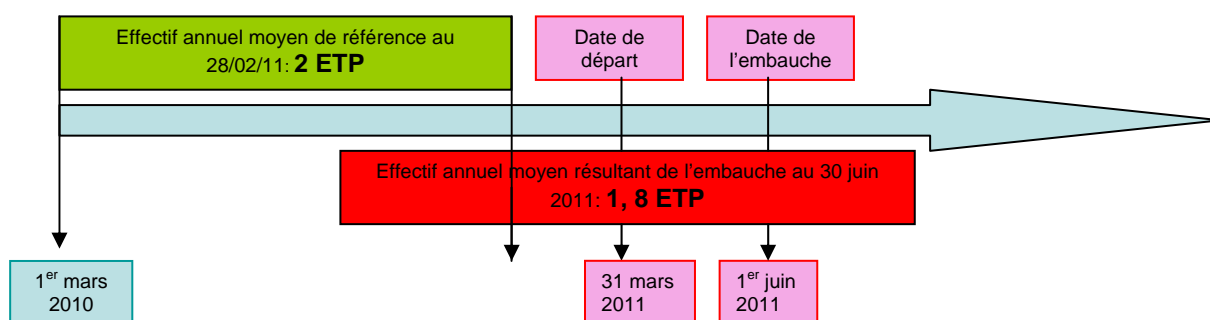 Effectif annuel moyen de référence au
28/02/11: 2 ETP
Date de
départ
Date de
l'embauche
Effectif annuel moyen résultant de l'embauche au 30 juin
2011: 1, 8 ETP
1er mars
2010
31 mars
2011
1er juin
2011